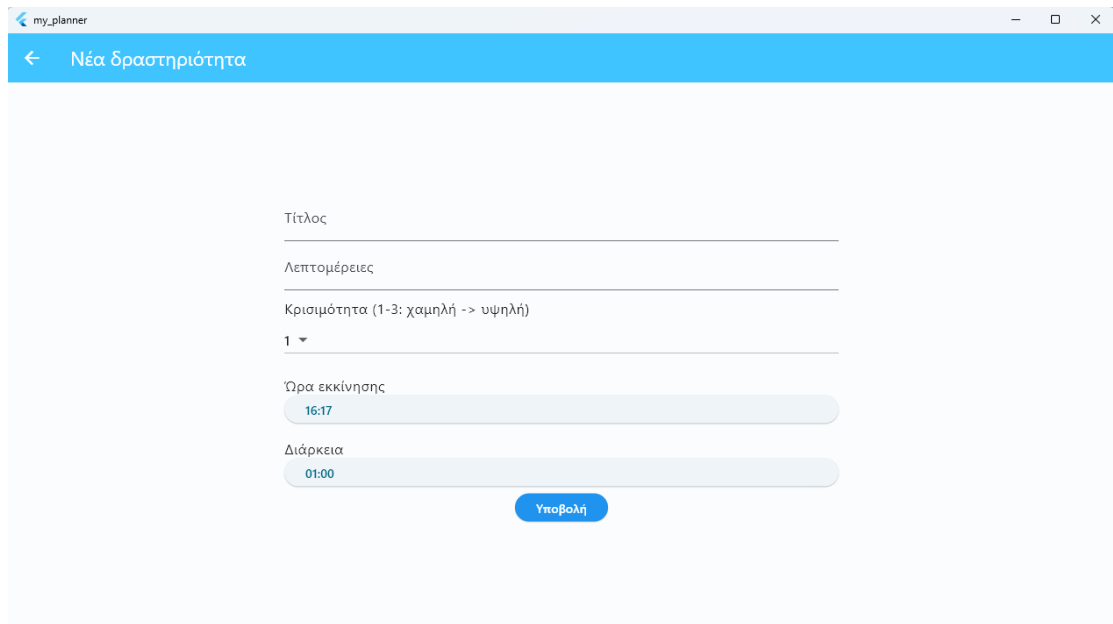 my_planner
Νέα δραστηριότητα
Τίτλος
Λεπτομέρειες
Κρισιμότητα (1-3: χαμηλή -> υψηλή)
1
Ώρα εκκίνησης
16:17
Διάρκεια
01:00
Υποβολή